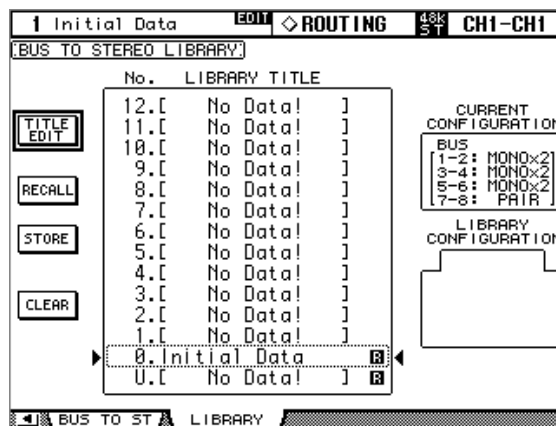 1 Initial Data EDIT ◇ROUTING 48K ST CH1-CH1
BUS TO STEREO LIBRARY
No. LIBRARY TITLE
12.[ No Data! ]
11.[ No Data! ]
10.[ No Data! ]
9.[ No Data! ]
8.[ No Data! ]
7.[ No Data! ]
6.[ No Data! ]
5.[ No Data! ]
4.[ No Data! ]
3.[ No Data! ]
2.[ No Data! ]
1.[ No Data! ]
0.Initial Data R
U.[ No Data! ] R
TITLE
EDIT
RECALL
STORE
CLEAR
CURRENT
CONFIGURATION
BUS
1-2: MONO×2
3-4: MONO×2
5-6: MONO×2
7-8: PAIR
LIBRARY
CONFIGURATION
BUS TO ST
LIBRARY